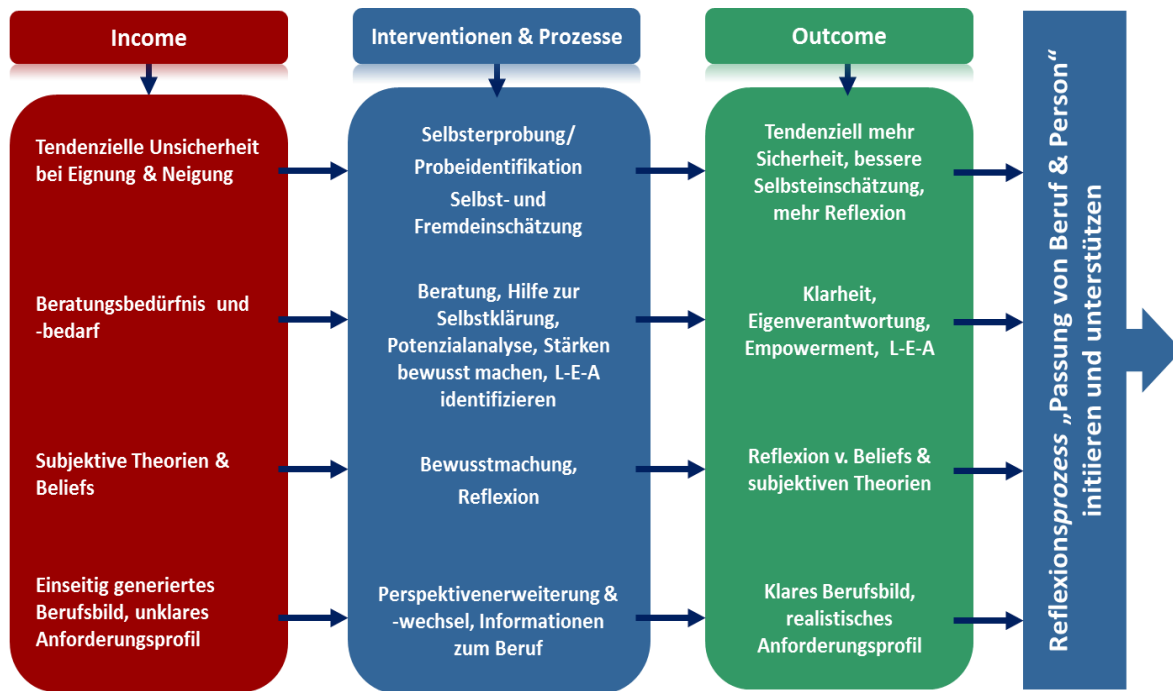 Income
Interventionen & Prozesse
Outcome
Tendenzielle Unsicherheit
bei Eignung & Neigung
Selbsterprobung/
Probeidentifikation
Selbst- und
Fremdeinschätzung
Tendenziell mehr
Sicherheit, bessere
Selbsteinschätzung,
mehr Reflexion
Beratungsbedürfnis und
-bedarf
Beratung, Hilfe zur
Selbstklärung,
Potenzialanalyse, Stärken
bewusst machen, L-E-A
identifizieren
Klarheit,
Eigenverantwortung,
Empowerment, L-E-A
Subjektive Theorien &
Beliefs
Bewusstmachung,
Reflexion
Reflexion v. Beliefs &
subjektiven Theorien
Einseitig generiertes
Berufsbild, unklares
Anforderungsprofil
Perspektivenerweiterung &
-wechsel, Informationen
zum Beruf
Klares Berufsbild,
realistisches
Anforderungsprofil
Reflexionsprozess „Passung von Beruf & Person“
initiieren und unterstützen